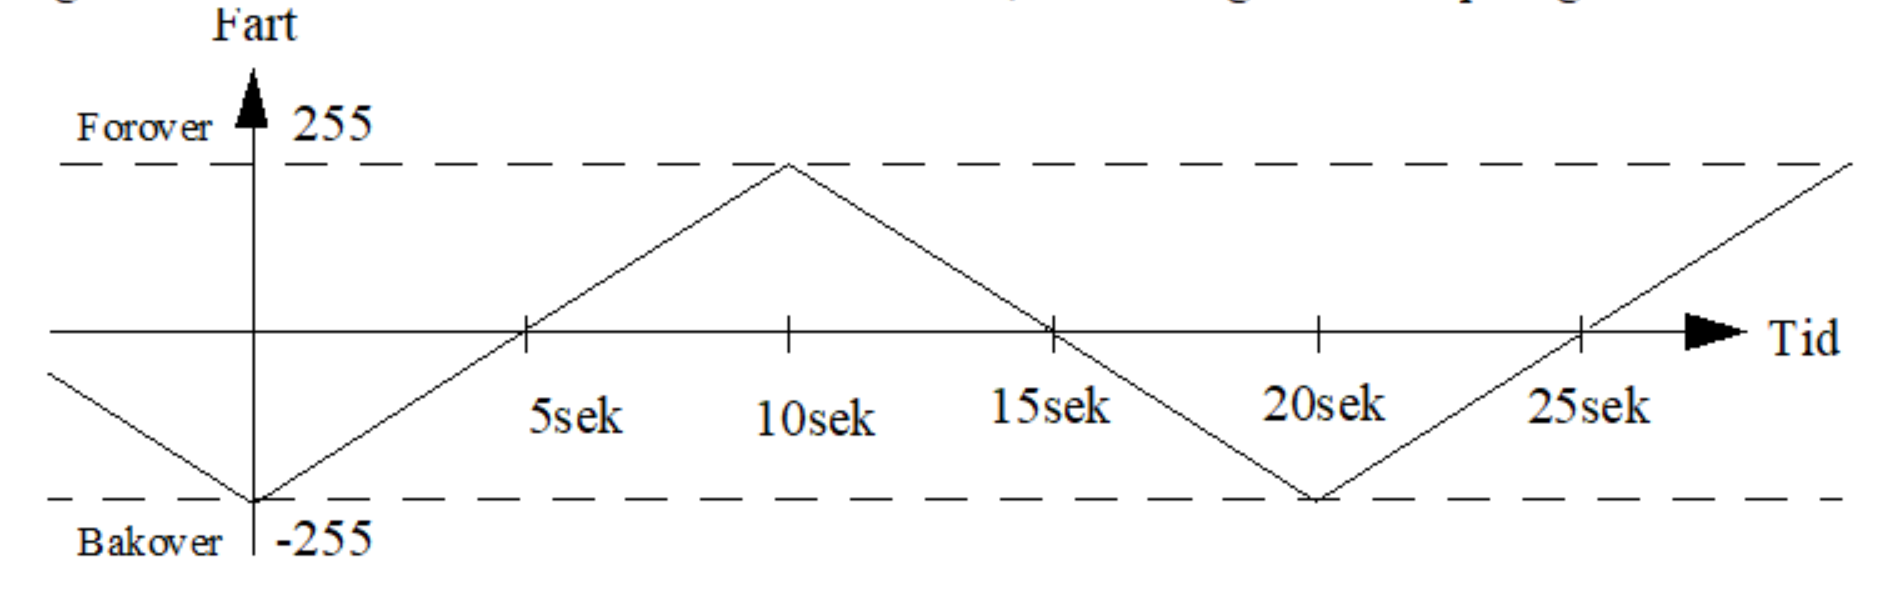 Fart
Forover 255
Tid
5sek 10sek 15sek 20sek 25sek
Bakover -255